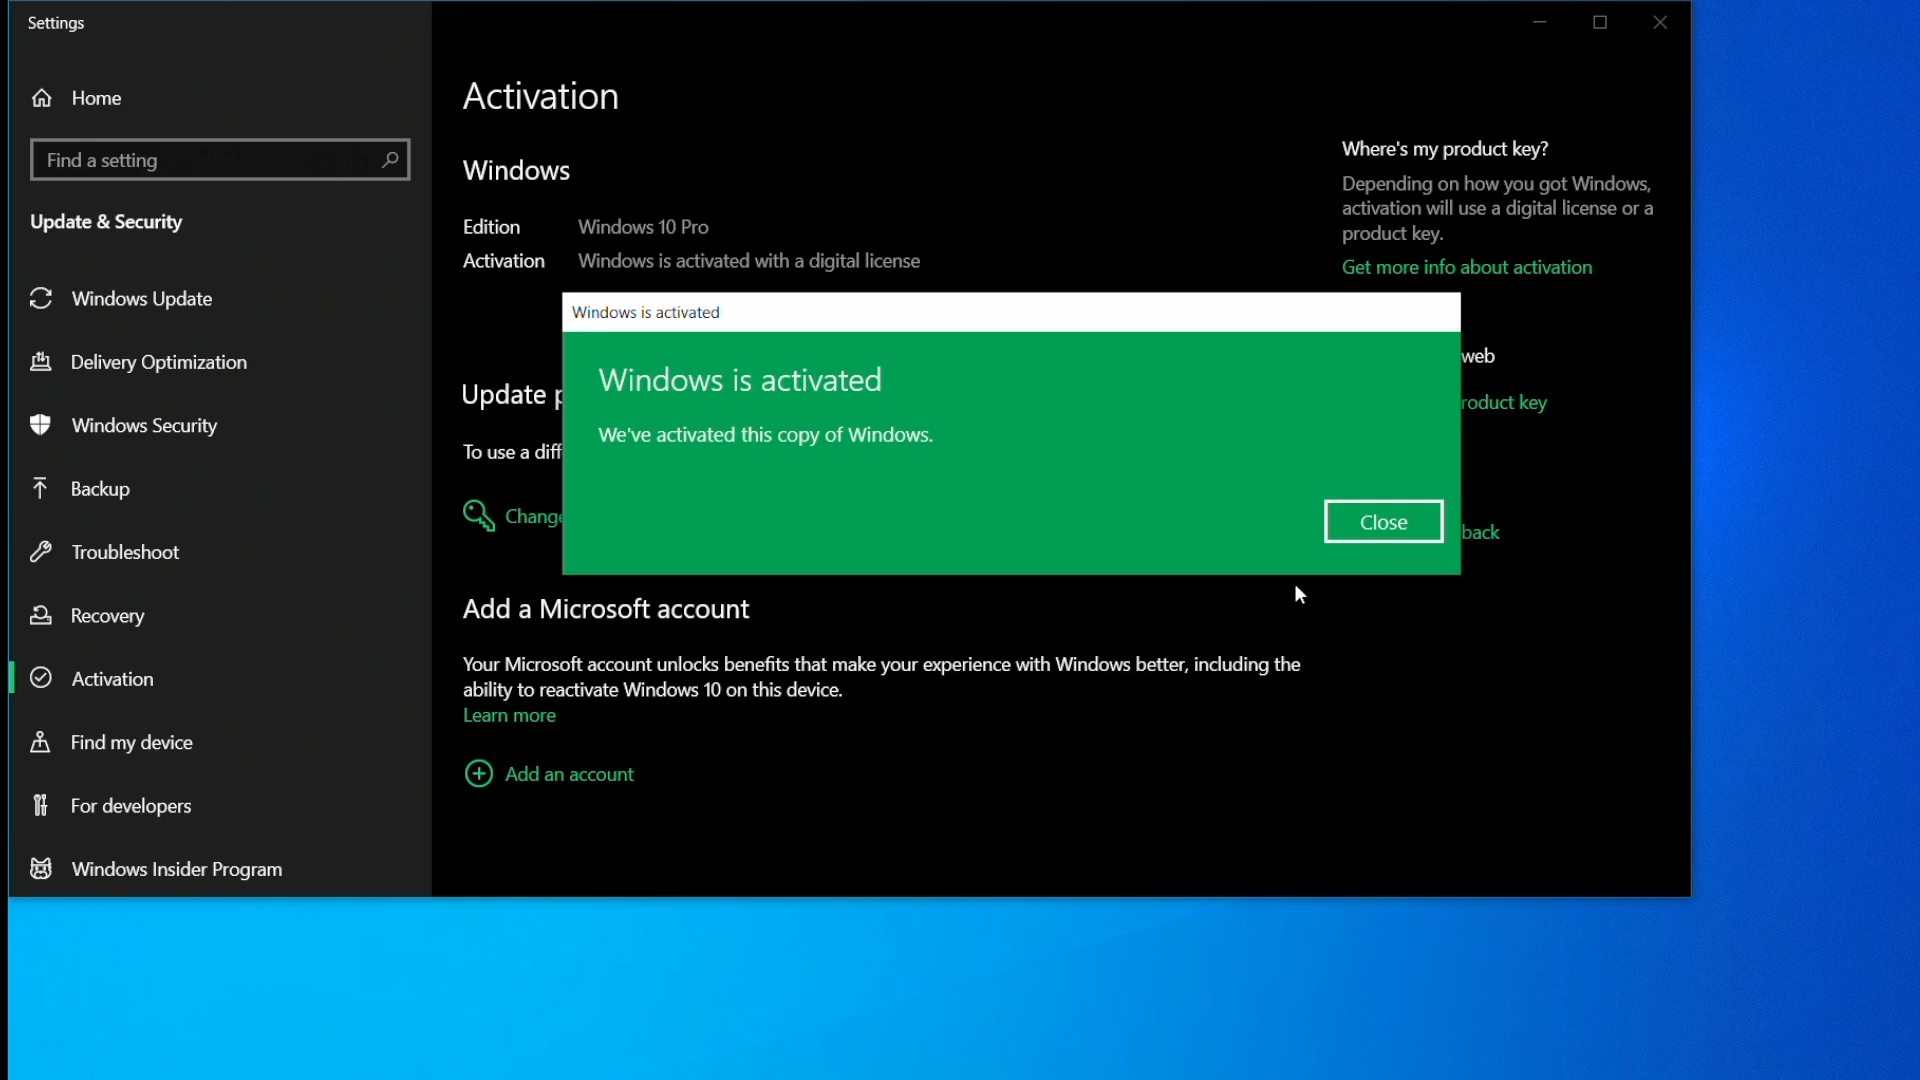 Settings
Home
Find a setting
Update & Security
Windows Update
Delivery Optimization
Windows Security
Backup
Troubleshoot
Recovery
Activation
Find my device
For developers
Windows Insider Program
Activation
Windows
Edition Windows 10 Pro
Activation Windows is activated with a digital license
Update p
To use a diff
Change
Windows is activated
Windows is activated
We've activated this copy of Windows.
Close
Add a Microsoft account
Your Microsoft account unlocks benefits that make your experience with Windows better, including the
ability to reactivate Windows 10 on this device.
Learn more
Add an account
Where's my product key?
Depending on how you got Windows,
activation will use a digital license or a
product key.
Get more info about activation
web
roduct key
back